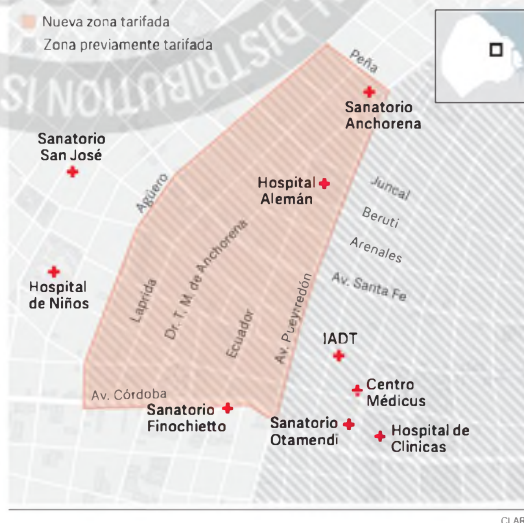 Nueva zona tarifada
Zona previamente tarifada
Peña
Sanatorio
Anchorena
Sanatorio
San José
Hospital
Alemán
Juncal
Agüero
Beruti
Arenales
Dr. T. M. de Anchorena
Hospital
de Niños
Laprida
Av. Pueyrredón
Av. Santa Fe
Ecuador
IADT
Centro
Médicus
Av. Córdoba
Sanatorio
Finochietto
Sanatorio
Otamendi
Hospital de
Clinicas
DISTRIBUTION IS
CLAR